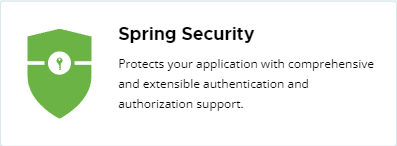 Spring Security
Protects your application with comprehensive
and extensible authentication and
authorization support.